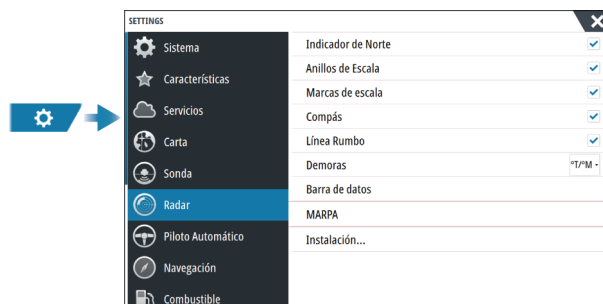 SETTINGS
Sistema
Características
Servicios
Carta
Sonda
Radar
Piloto Automático
Navegación
Combustible
Indicador de Norte
Anillos de Escala
Marcas de escala
Compás
Línea Rumbo
Demoras °T/°M
Barra de datos
MARPA
Instalación...